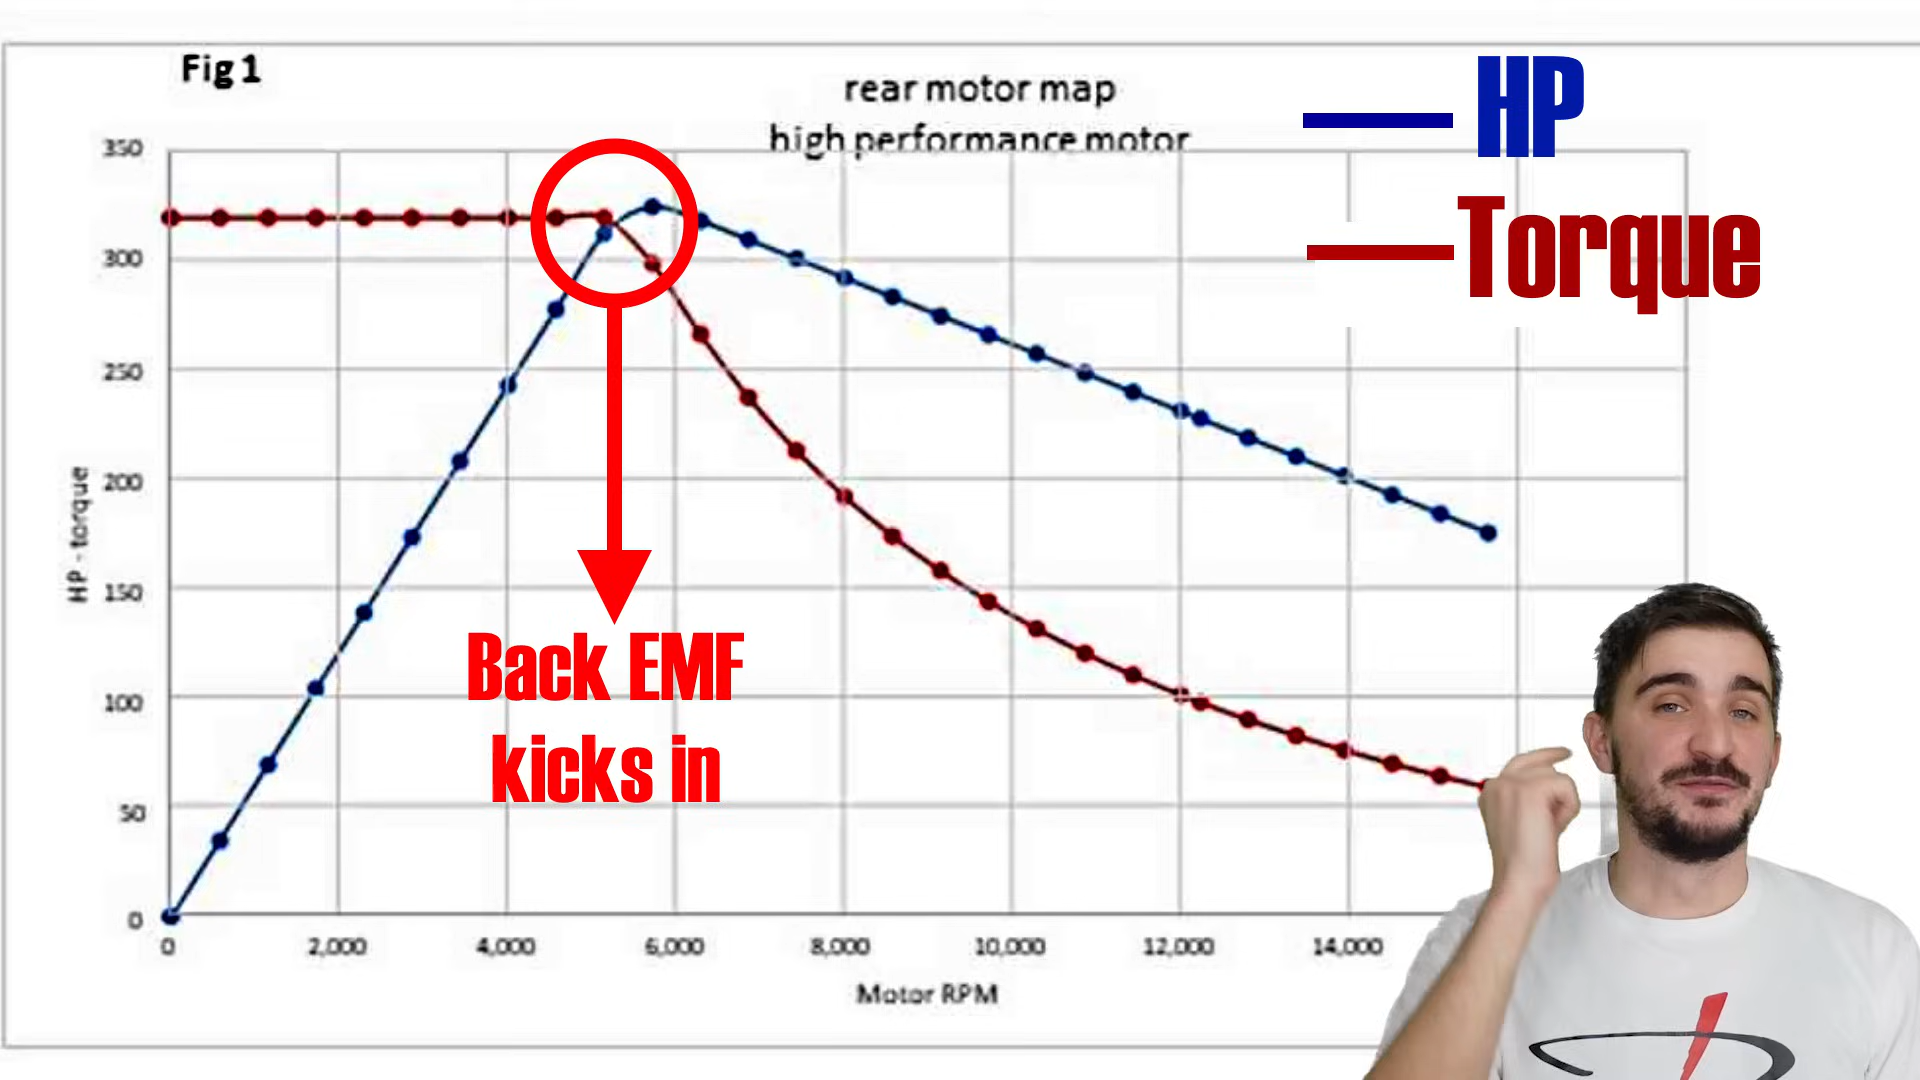 Fig 1
rear motor map
high performance motor
HP
Torque
350
300
250
200
150
100
50
0
HP - torque
Back EMF
kicks in
0 2,000 4,000 6,000 8,000 10,000 12,000 14,000
Motor RPM